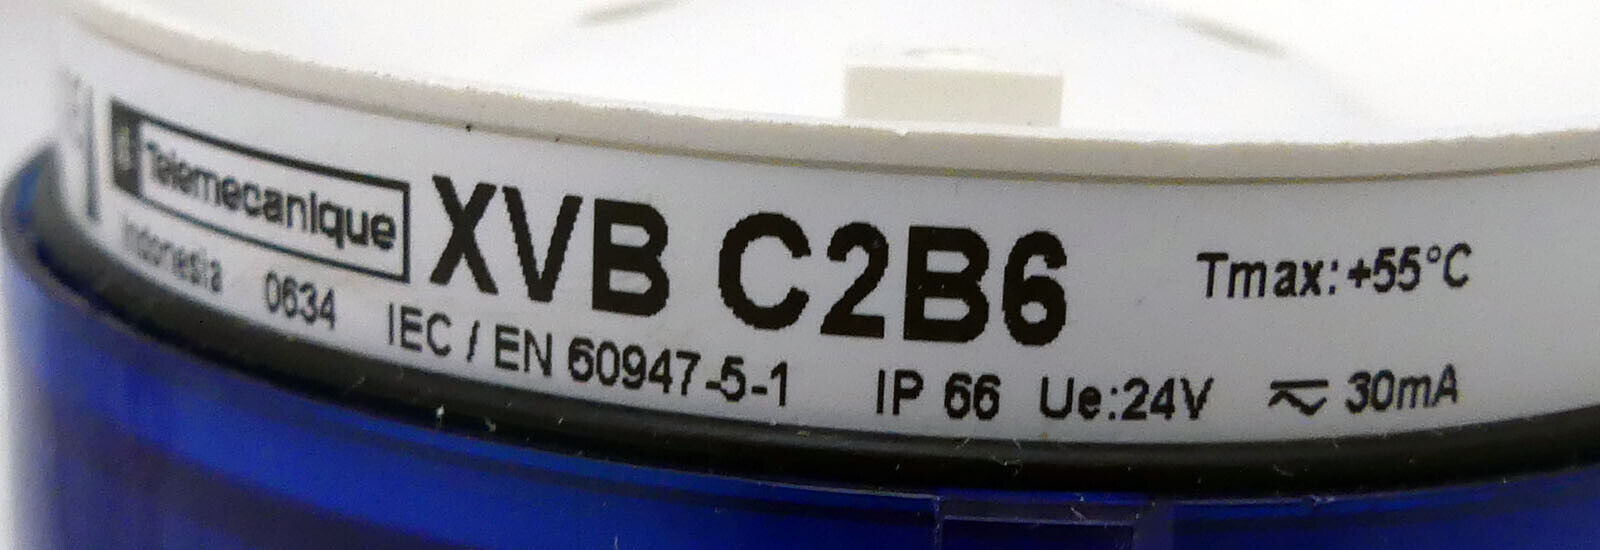 Telemecanique XVB C2B6 Tmax:+55°C
Indonesia 0634 IEC / EN 60947-5-1 IP 66 Ue:24V ⏦ 30mA